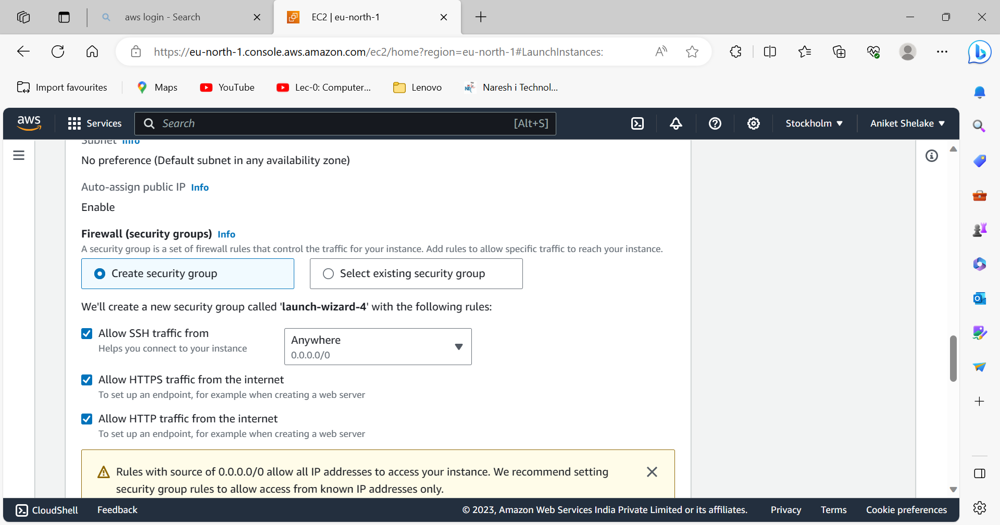 aws login - Search
EC2 | eu-north-1
https://eu-north-1.console.aws.amazon.com/ec2/home?region=eu-north-1#LaunchInstances:
Import favourites
Maps
YouTube
Lec-0: Computer...
Lenovo
Naresh i Technol...
aws
Services
Search
[Alt+S]
Stockholm
Aniket Shelake
Subnet Info
No preference (Default subnet in any availability zone)
Auto-assign public IP Info
Enable
Firewall (security groups) Info
A security group is a set of firewall rules that control the traffic for your instance. Add rules to allow specific traffic to reach your instance.
Create security group
Select existing security group
We'll create a new security group called 'launch-wizard-4' with the following rules:
Allow SSH traffic from
Helps you connect to your instance
Anywhere
0.0.0.0/0
Allow HTTPS traffic from the internet
To set up an endpoint, for example when creating a web server
Allow HTTP traffic from the internet
To set up an endpoint, for example when creating a web server
Rules with source of 0.0.0.0/0 allow all IP addresses to access your instance. We recommend setting
security group rules to allow access from known IP addresses only.
CloudShell
Feedback
© 2023, Amazon Web Services India Private Limited or its affiliates.
Privacy
Terms
Cookie preferences